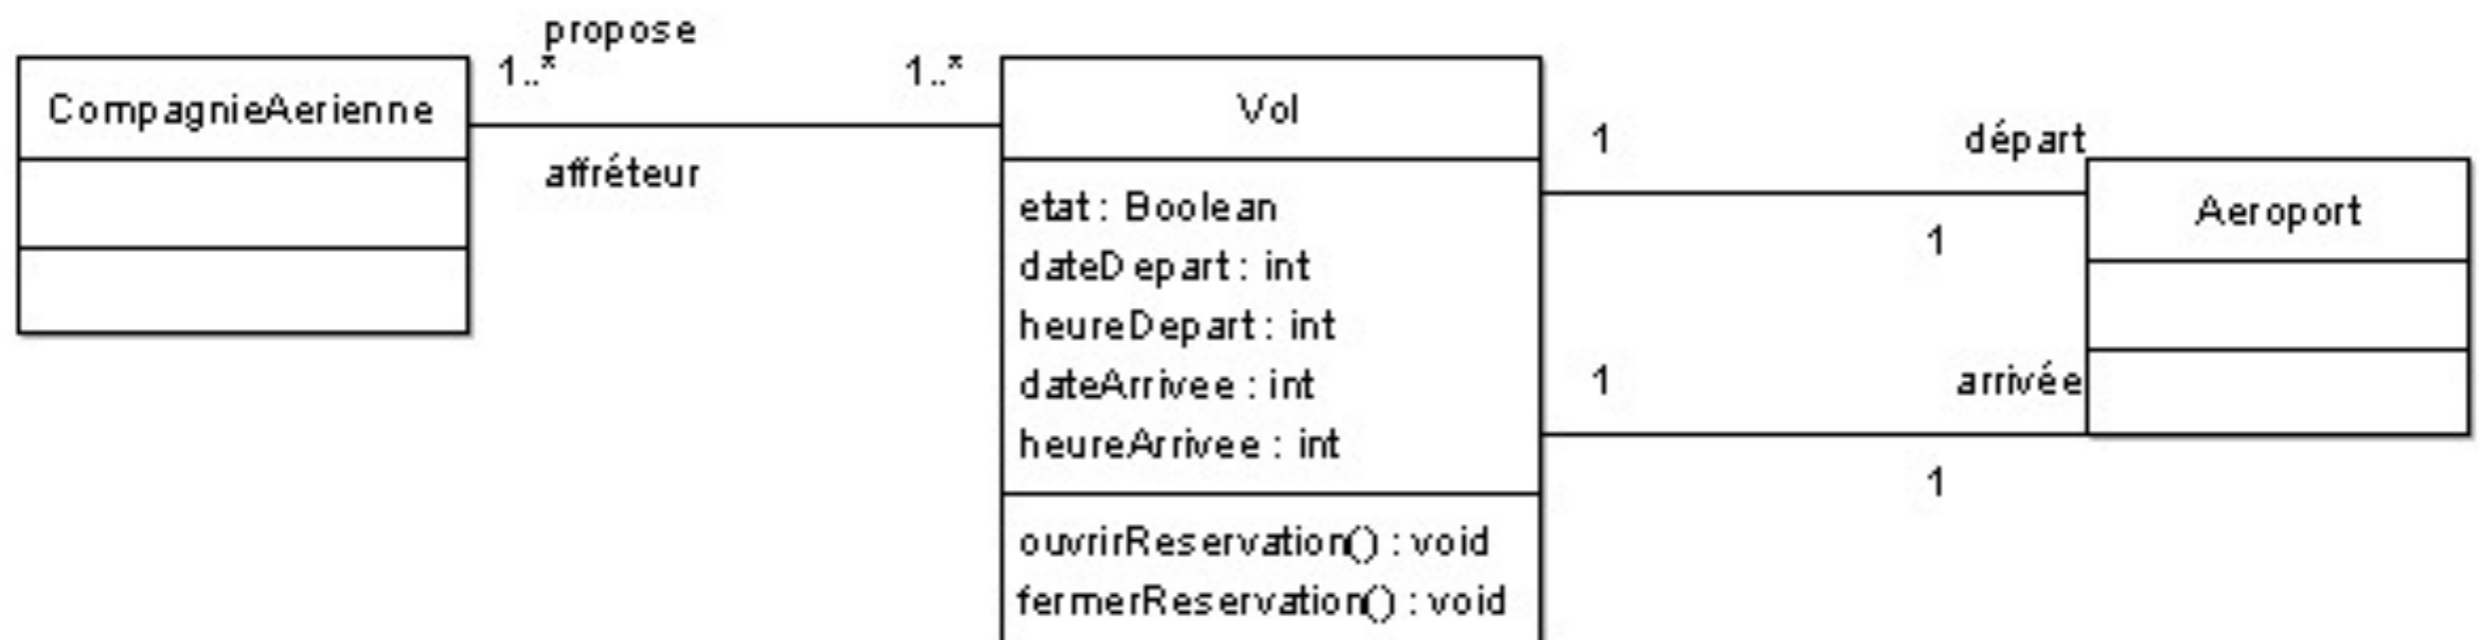 propose
1..*
1..*
CompagnieAerienne
affréteur
Vol
etat : Boolean
dateDepart : int
heureDepart : int
dateArrivee : int
heureArrivee : int
ouvrirReservation() : void
fermerReservation() : void
1
départ
1
Aeroport
1
arrivée
1